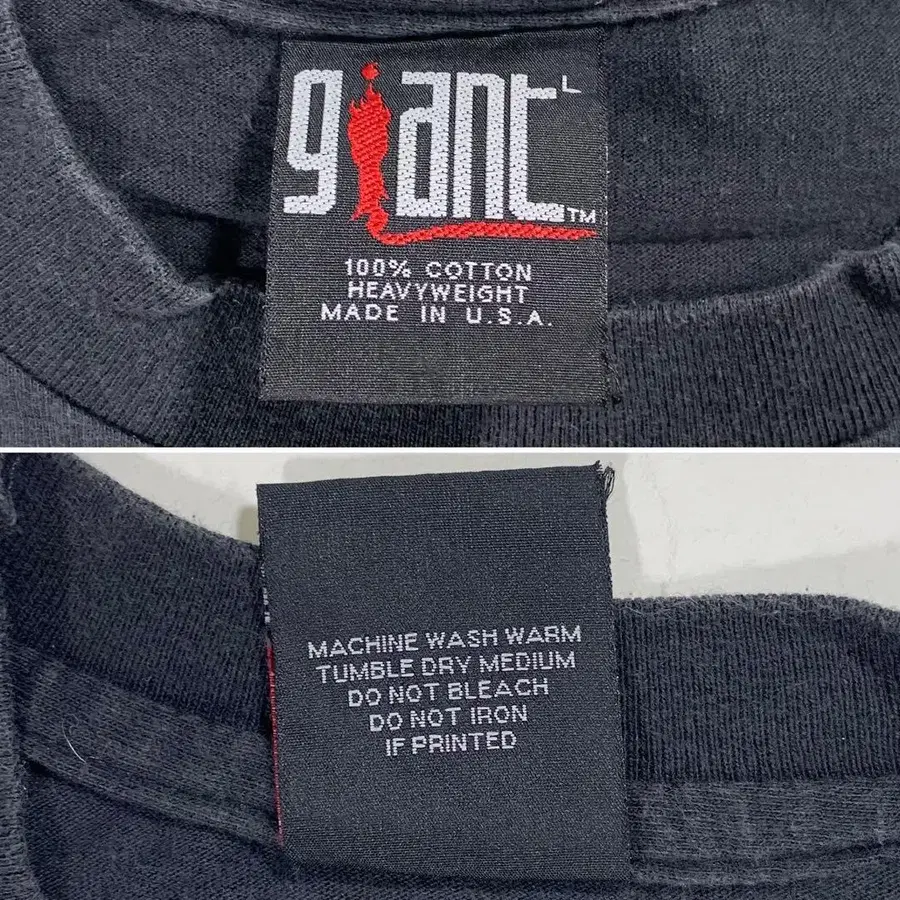 giant L
TM
100% COTTON
HEAVYWEIGHT
MADE IN U.S.A.
MACHINE WASH WARM
TUMBLE DRY MEDIUM
DO NOT BLEACH
DO NOT IRON
IF PRINTED